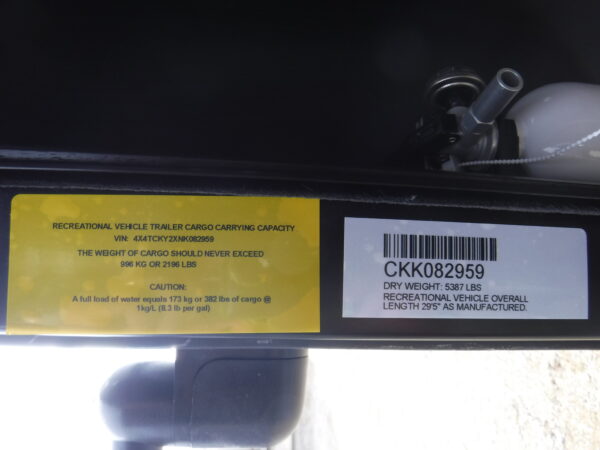 RECREATIONAL VEHICLE TRAILER CARGO CARRYING CAPACITY
VIN: 4X4TCKY2XNK082959
THE WEIGHT OF CARGO SHOULD NEVER EXCEED
996 KG OR 2196 LBS
CAUTION:
A full load of water equals 173 kg or 382 lbs of cargo @
1kg/L (8.3 lb per gal)
CKK082959
DRY WEIGHT: 5387 LBS
RECREATIONAL VEHICLE OVERALL
LENGTH 29'5" AS MANUFACTURED.